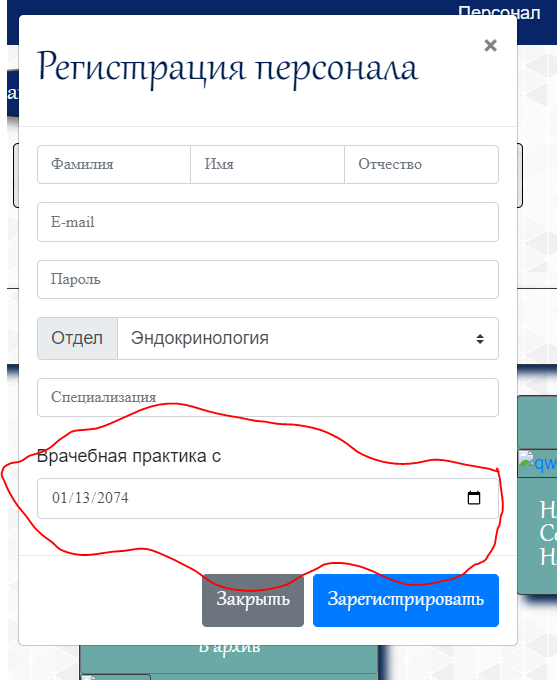 Персонал
×
Регистрация персонала
Фамилия Имя Отчество
E-mail
Пароль
Отдел Эндокринология
Специализация
Врачебная практика с
01/13/2074
qw
Закрыть Зарегистрировать
В архив